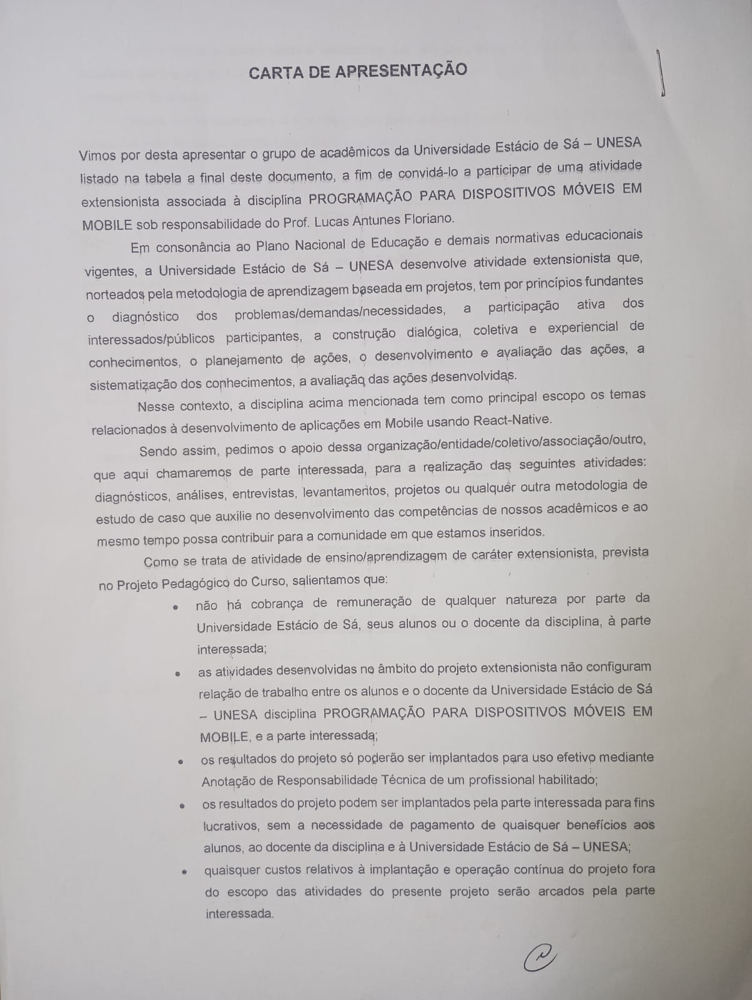 CARTA DE APRESENTAÇÃO
Vimos por desta apresentar o grupo de acadêmicos da Universidade Estácio de Sá – UNESA
listado na tabela a final deste documento, a fim de convidá-lo a participar de uma atividade
extensionista associada à disciplina PROGRAMAÇÃO PARA DISPOSITIVOS MÓVEIS EM
MOBILE sob responsabilidade do Prof. Lucas Antunes Floriano.
Em consonância ao Plano Nacional de Educação e demais normativas educacionais
vigentes, a Universidade Estácio de Sá – UNESA desenvolve atividade extensionista que,
norteados pela metodologia de aprendizagem baseada em projetos, tem por princípios fundantes
o diagnóstico dos problemas/demandas/necessidades, a participação ativa dos
interessados/públicos participantes, a construção dialógica, coletiva e experiencial de
conhecimentos, o planejamento de ações, o desenvolvimento e avaliação das ações, a
sistematização dos conhecimentos, a avaliação das ações desenvolvidas.
Nesse contexto, a disciplina acima mencionada tem como principal escopo os temas
relacionados à desenvolvimento de aplicações em Mobile usando React-Native.
Sendo assim, pedimos o apoio dessa organização/entidade/coletivo/associação/outro,
que aqui chamaremos de parte interessada, para a realização das seguintes atividades:
diagnósticos, análises, entrevistas, levantamentos, projetos ou qualquer outra metodologia de
estudo de caso que auxilie no desenvolvimento das competências de nossos acadêmicos e ao
mesmo tempo possa contribuir para a comunidade em que estamos inseridos.
Como se trata de atividade de ensino/aprendizagem de caráter extensionista, prevista
no Projeto Pedagógico do Curso, salientamos que:
• não há cobrança de remuneração de qualquer natureza por parte da
Universidade Estácio de Sá, seus alunos ou o docente da disciplina, à parte
interessada;
• as atividades desenvolvidas no âmbito do projeto extensionista não configuram
relação de trabalho entre os alunos e o docente da Universidade Estácio de Sá
– UNESA disciplina PROGRAMAÇÃO PARA DISPOSITIVOS MÓVEIS EM
MOBILE, e a parte interessada;
• os resultados do projeto só poderão ser implantados para uso efetivo mediante
Anotação de Responsabilidade Técnica de um profissional habilitado;
• os resultados do projeto podem ser implantados pela parte interessada para fins
lucrativos, sem a necessidade de pagamento de quaisquer benefícios aos
alunos, ao docente da disciplina e à Universidade Estácio de Sá – UNESA;
• quaisquer custos relativos à implantação e operação contínua do projeto fora
do escopo das atividades do presente projeto serão arcados pela parte
interessada.